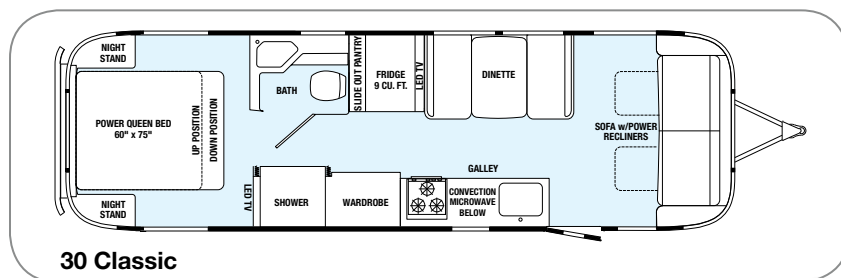 NIGHT
STAND
POWER QUEEN BED
60" x 75"
UP POSITION
DOWN POSITION
NIGHT
STAND
BATH
SLIDE OUT PANTRY
FRIDGE
9 CU. FT.
LED TV
DINETTE
SOFA w/POWER
RECLINERS
GALLEY
LED TV
SHOWER
WARDROBE
CONVECTION
MICROWAVE
BELOW
30 Classic